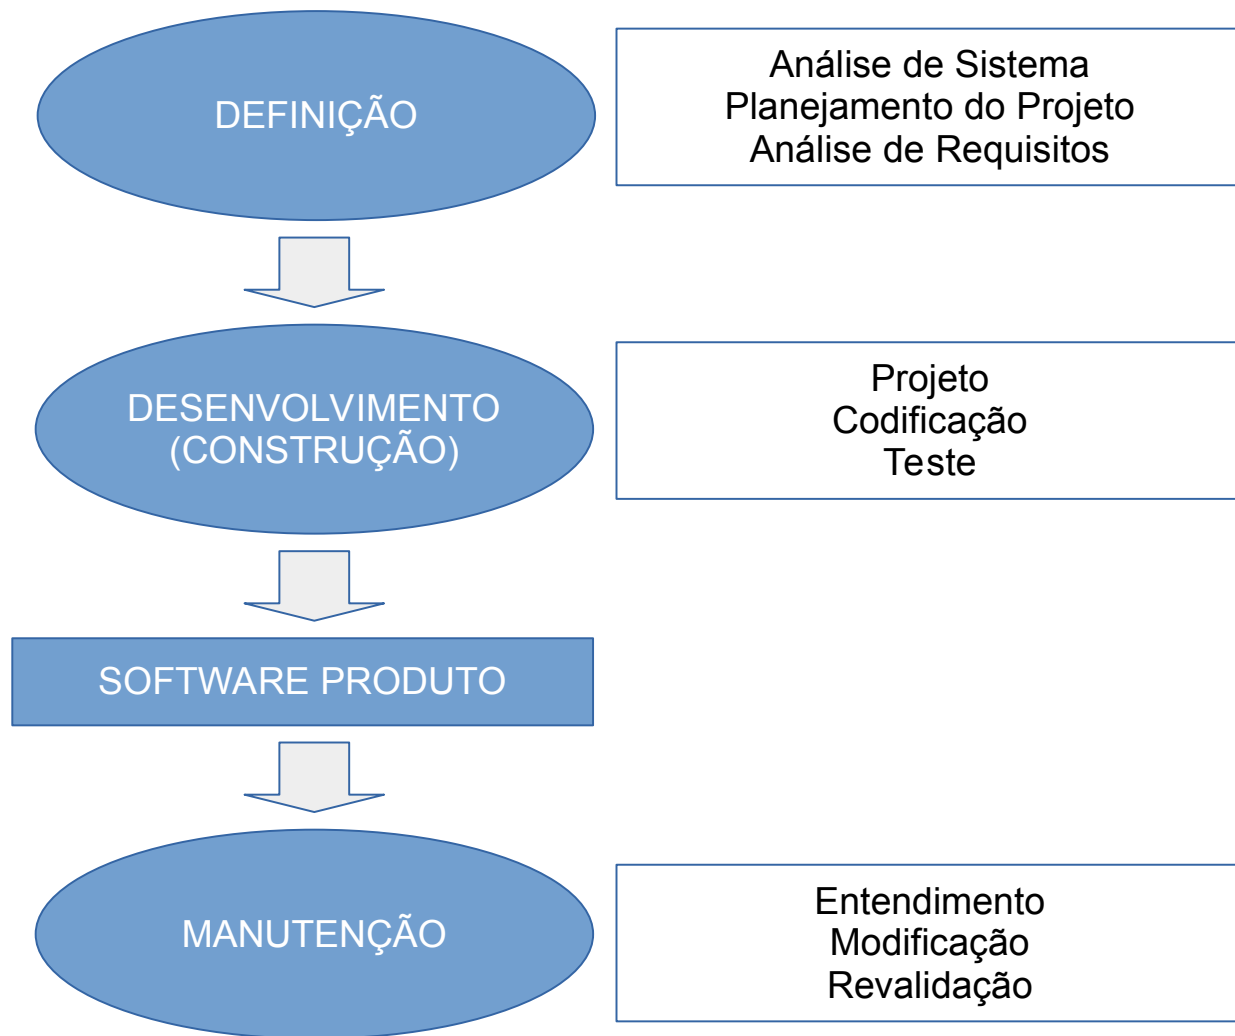 DEFINIÇÃO
Análise de Sistema
Planejamento do Projeto
Análise de Requisitos
DESENVOLVIMENTO
(CONSTRUÇÃO)
Projeto
Codificação
Teste
SOFTWARE PRODUTO
MANUTENÇÃO
Entendimento
Modificação
Revalidação